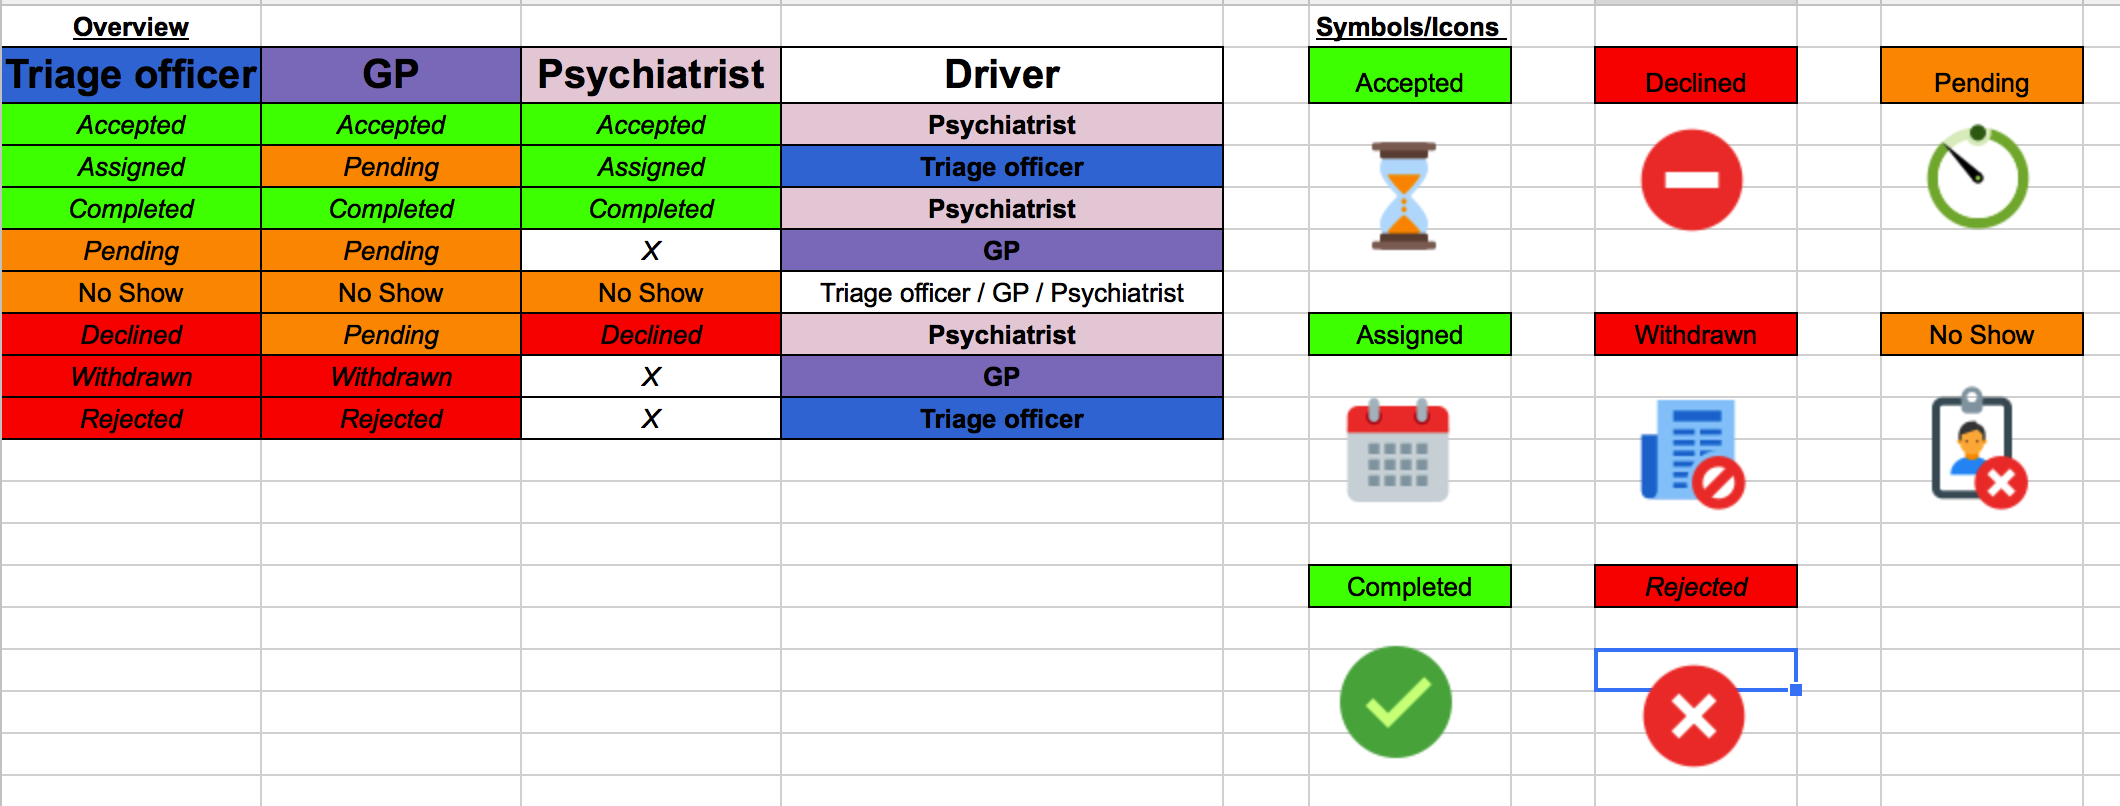 Overview
Triage officer GP Psychiatrist Driver
Accepted Accepted Accepted Psychiatrist
Assigned Pending Assigned Triage officer
Completed Completed Completed Psychiatrist
Pending Pending X GP
No Show No Show No Show Triage officer / GP / Psychiatrist
Declined Pending Declined Psychiatrist
Withdrawn Withdrawn X GP
Rejected Rejected X Triage officer
Symbols/Icons
Accepted Declined Pending
Assigned Withdrawn No Show
Completed Rejected